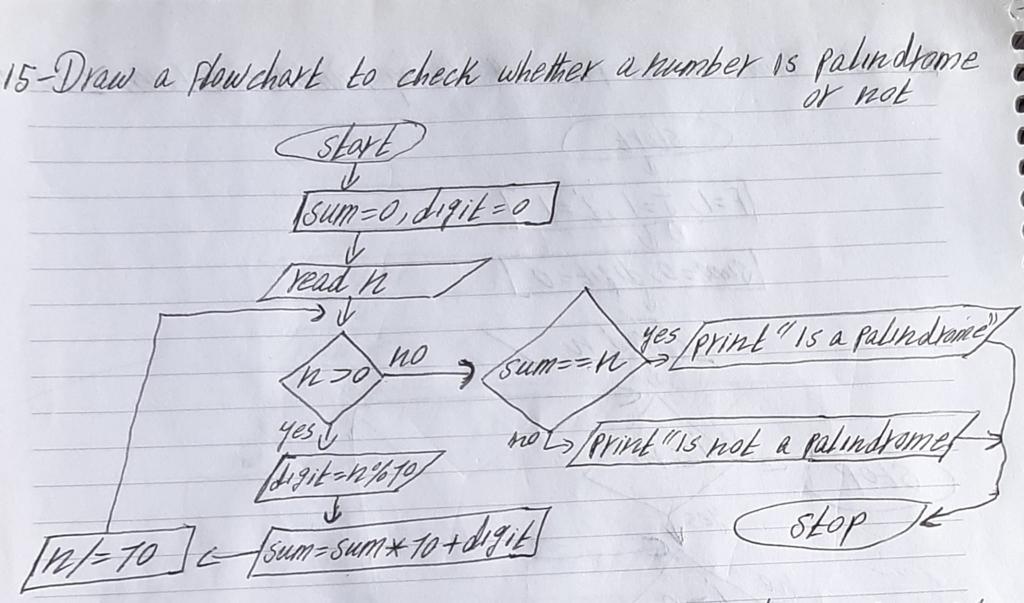 15-Draw a flowchart to check whether a number is palindrome
or not
start
sum=0, digit=0
read n
n>0
no
sum==n
yes
print "is a palindrome"
yes
no
print "is not a palindrome
digit=n%10
sum=sum*10+digit
n/=10
stop